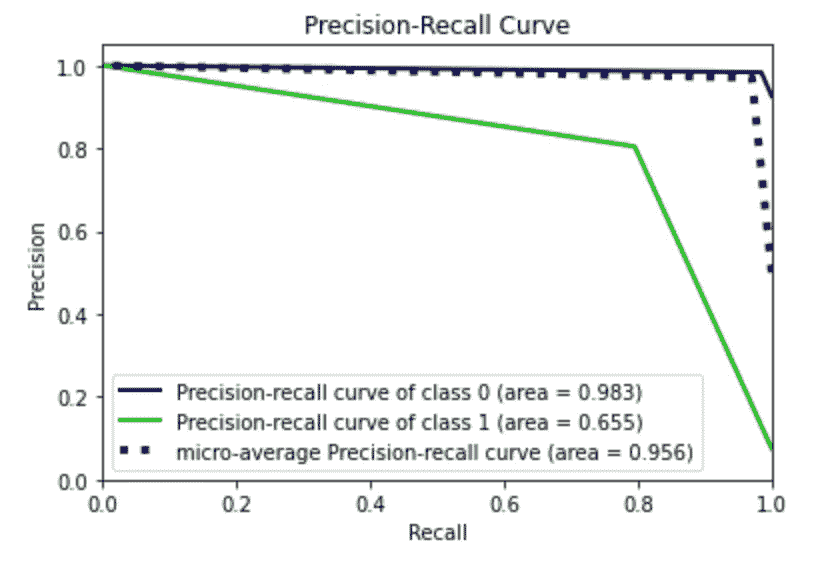 Precision-Recall Curve
1.0
0.8
0.6
0.4
0.2
0.0
Precision
Precision-recall curve of class 0 (area = 0.983)
Precision-recall curve of class 1 (area = 0.655)
micro-average Precision-recall curve (area = 0.956)
0.0 0.2 0.4 0.6 0.8 1.0
Recall